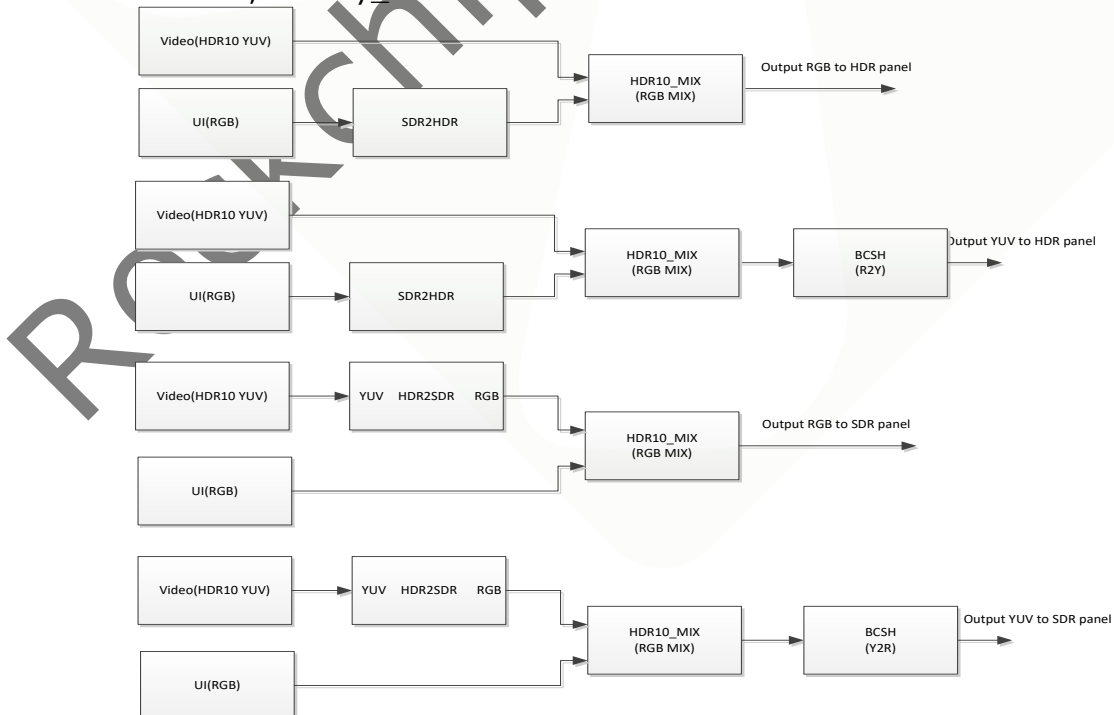 Video(HDR10 YUV)
UI(RGB)
SDR2HDR
HDR10_MIX
(RGB MIX)
Output RGB to HDR panel
Video(HDR10 YUV)
UI(RGB)
SDR2HDR
HDR10_MIX
(RGB MIX)
BCSH
(R2Y)
Output YUV to HDR panel
Video(HDR10 YUV)
YUV HDR2SDR RGB
UI(RGB)
HDR10_MIX
(RGB MIX)
Output RGB to SDR panel
Video(HDR10 YUV)
YUV HDR2SDR RGB
UI(RGB)
HDR10_MIX
(RGB MIX)
BCSH
(Y2R)
Output YUV to SDR panel